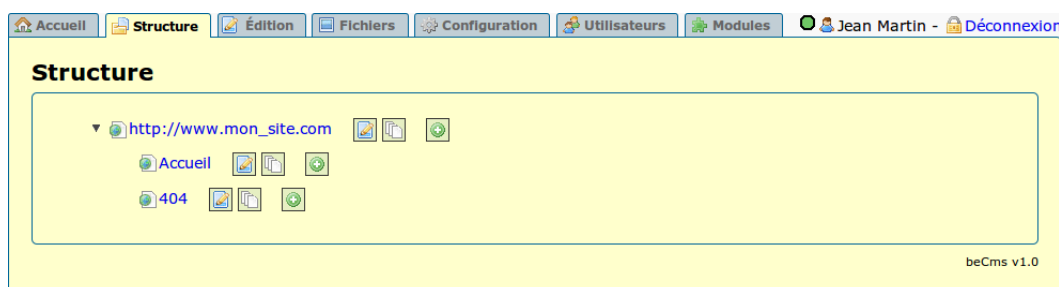 Accueil Structure Édition Fichiers Configuration Utilisateurs Modules Jean Martin - Déconnexion
Structure
http://www.mon_site.com
Accueil
404
beCms v1.0